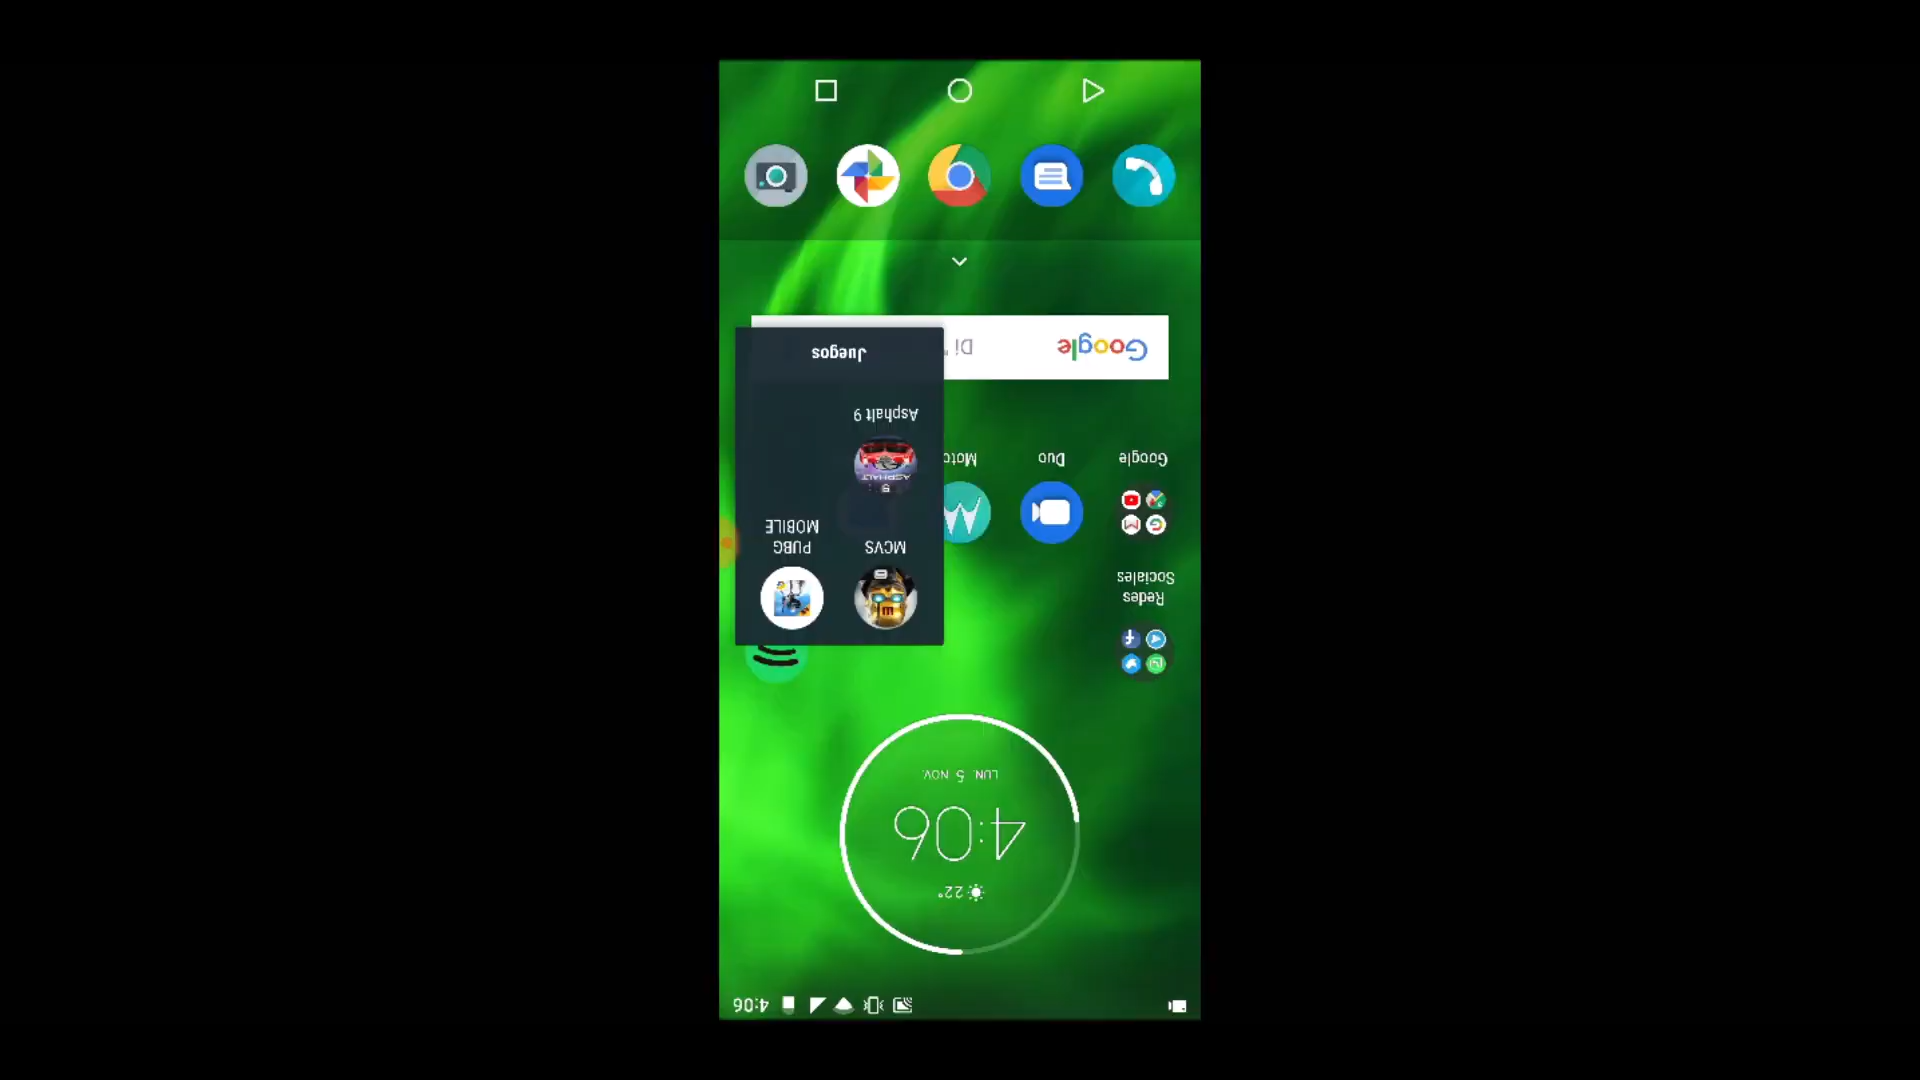 4:06
22°
4:06
LUN. 5 NOV.
Redes
Sociales
MCVS
PUBG
MOBILE
ASPHALT
Asphalt 9
Juegos
Google
Duo
Moto
Google
Di